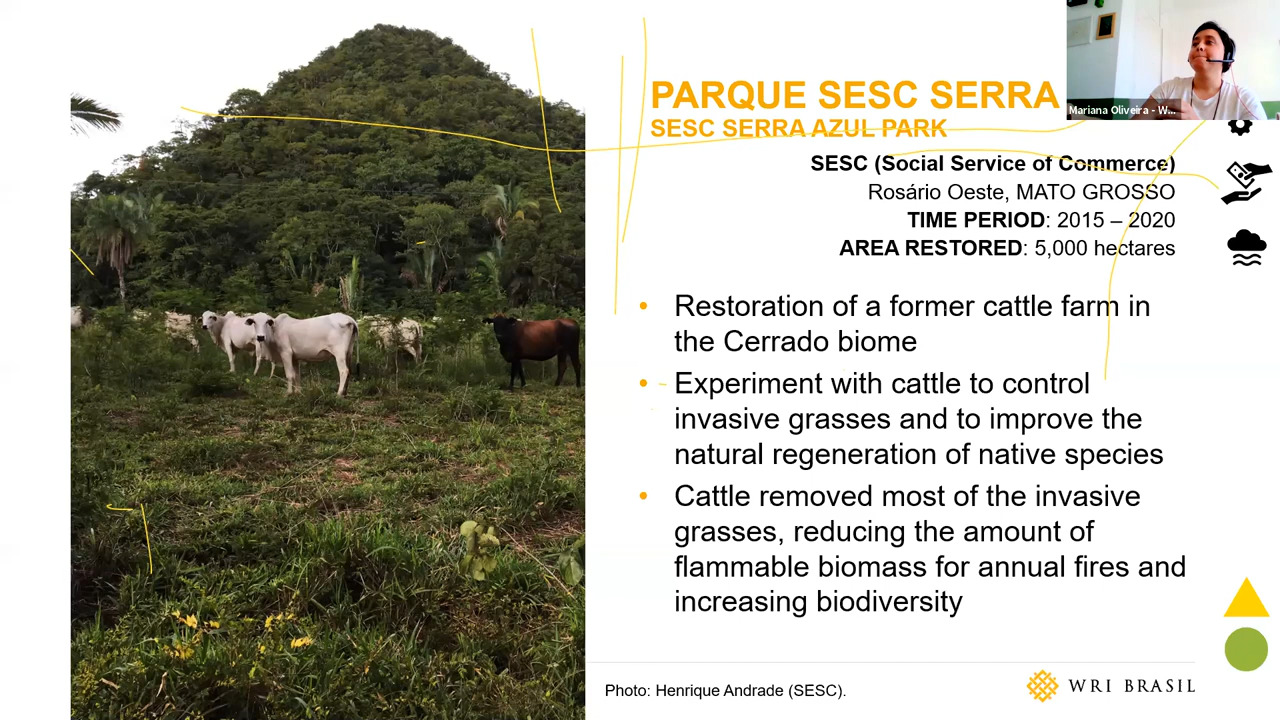 PARQUE SESC SERRA
SESC SERRA AZUL PARK
Mariana Oliveira - W...
SESC (Social Service of Commerce)
Rosário Oeste, MATO GROSSO
TIME PERIOD: 2015 – 2020
AREA RESTORED: 5,000 hectares
• Restoration of a former cattle farm in
the Cerrado biome
• Experiment with cattle to control
invasive grasses and to improve the
natural regeneration of native species
• Cattle removed most of the invasive
grasses, reducing the amount of
flammable biomass for annual fires and
increasing biodiversity
Photo: Henrique Andrade (SESC).
WRI BRASIL